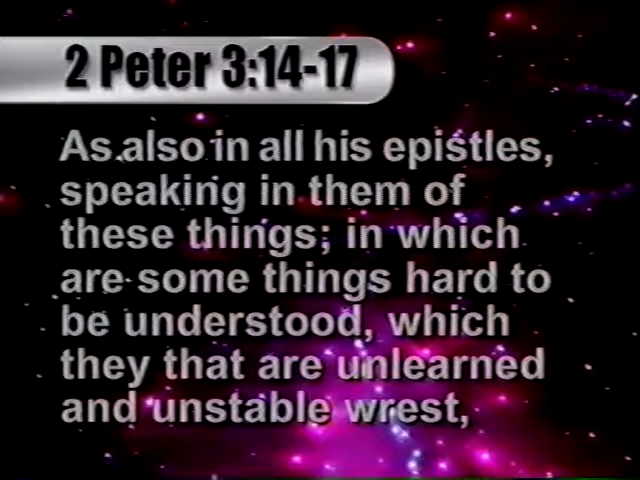 2 Peter 3:14-17
As also in all his epistles,
speaking in them of
these things; in which
are some things hard to
be understood, which
they that are unlearned
and unstable wrest,